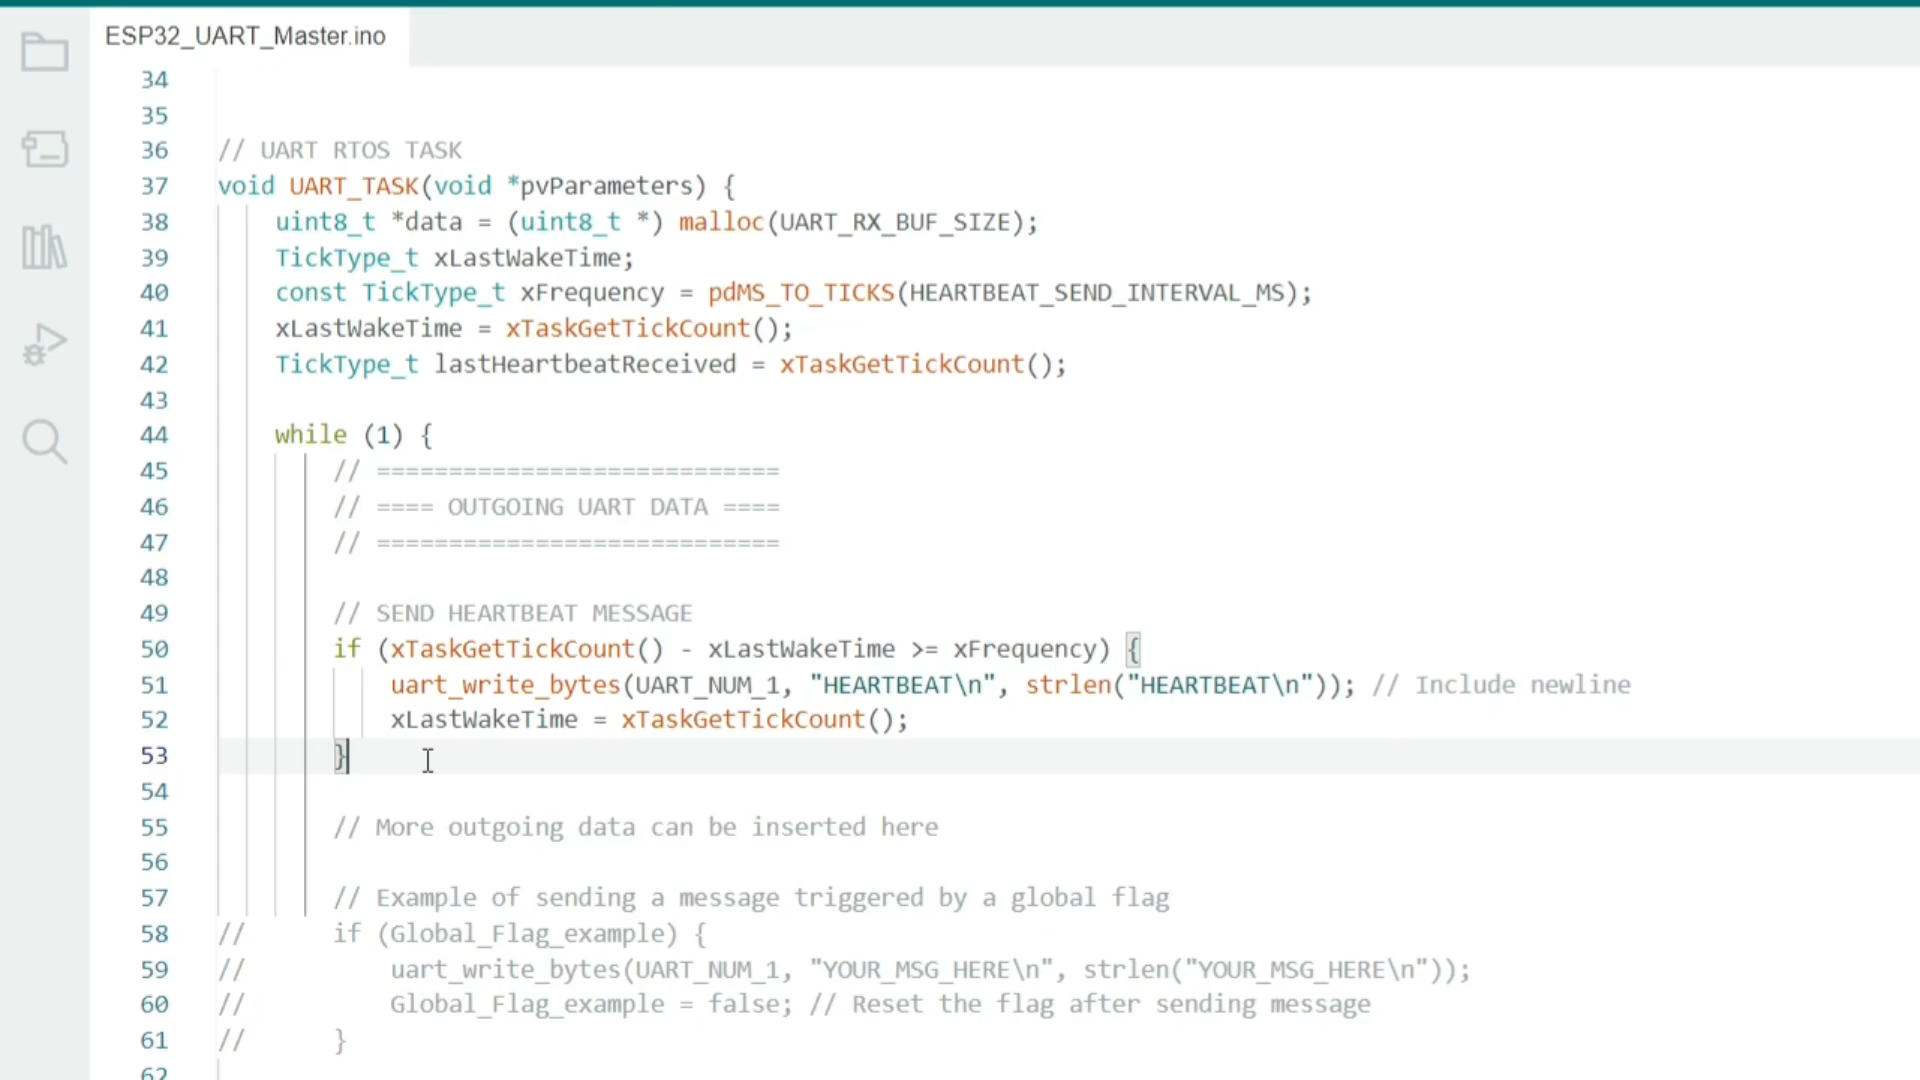 ESP32_UART_Master.ino
34
35
36 // UART RTOS TASK
37 void UART_TASK(void *pvParameters) {
38 uint8_t *data = (uint8_t *) malloc(UART_RX_BUF_SIZE);
39 TickType_t xLastWakeTime;
40 const TickType_t xFrequency = pdMS_TO_TICKS(HEARTBEAT_SEND_INTERVAL_MS);
41 xLastWakeTime = xTaskGetTickCount();
42 TickType_t lastHeartbeatReceived = xTaskGetTickCount();
43
44 while (1) {
45 // ============================
46 // ==== OUTGOING UART DATA ====
47 // ============================
48
49 // SEND HEARTBEAT MESSAGE
50 if (xTaskGetTickCount() - xLastWakeTime >= xFrequency) {
51 uart_write_bytes(UART_NUM_1, "HEARTBEAT\n", strlen("HEARTBEAT\n")); // Include newline
52 xLastWakeTime = xTaskGetTickCount();
53 }
54
55 // More outgoing data can be inserted here
56
57 // Example of sending a message triggered by a global flag
58 // if (Global_Flag_example) {
59 // uart_write_bytes(UART_NUM_1, "YOUR_MSG_HERE\n", strlen("YOUR_MSG_HERE\n"));
60 // Global_Flag_example = false; // Reset the flag after sending message
61 // }
62